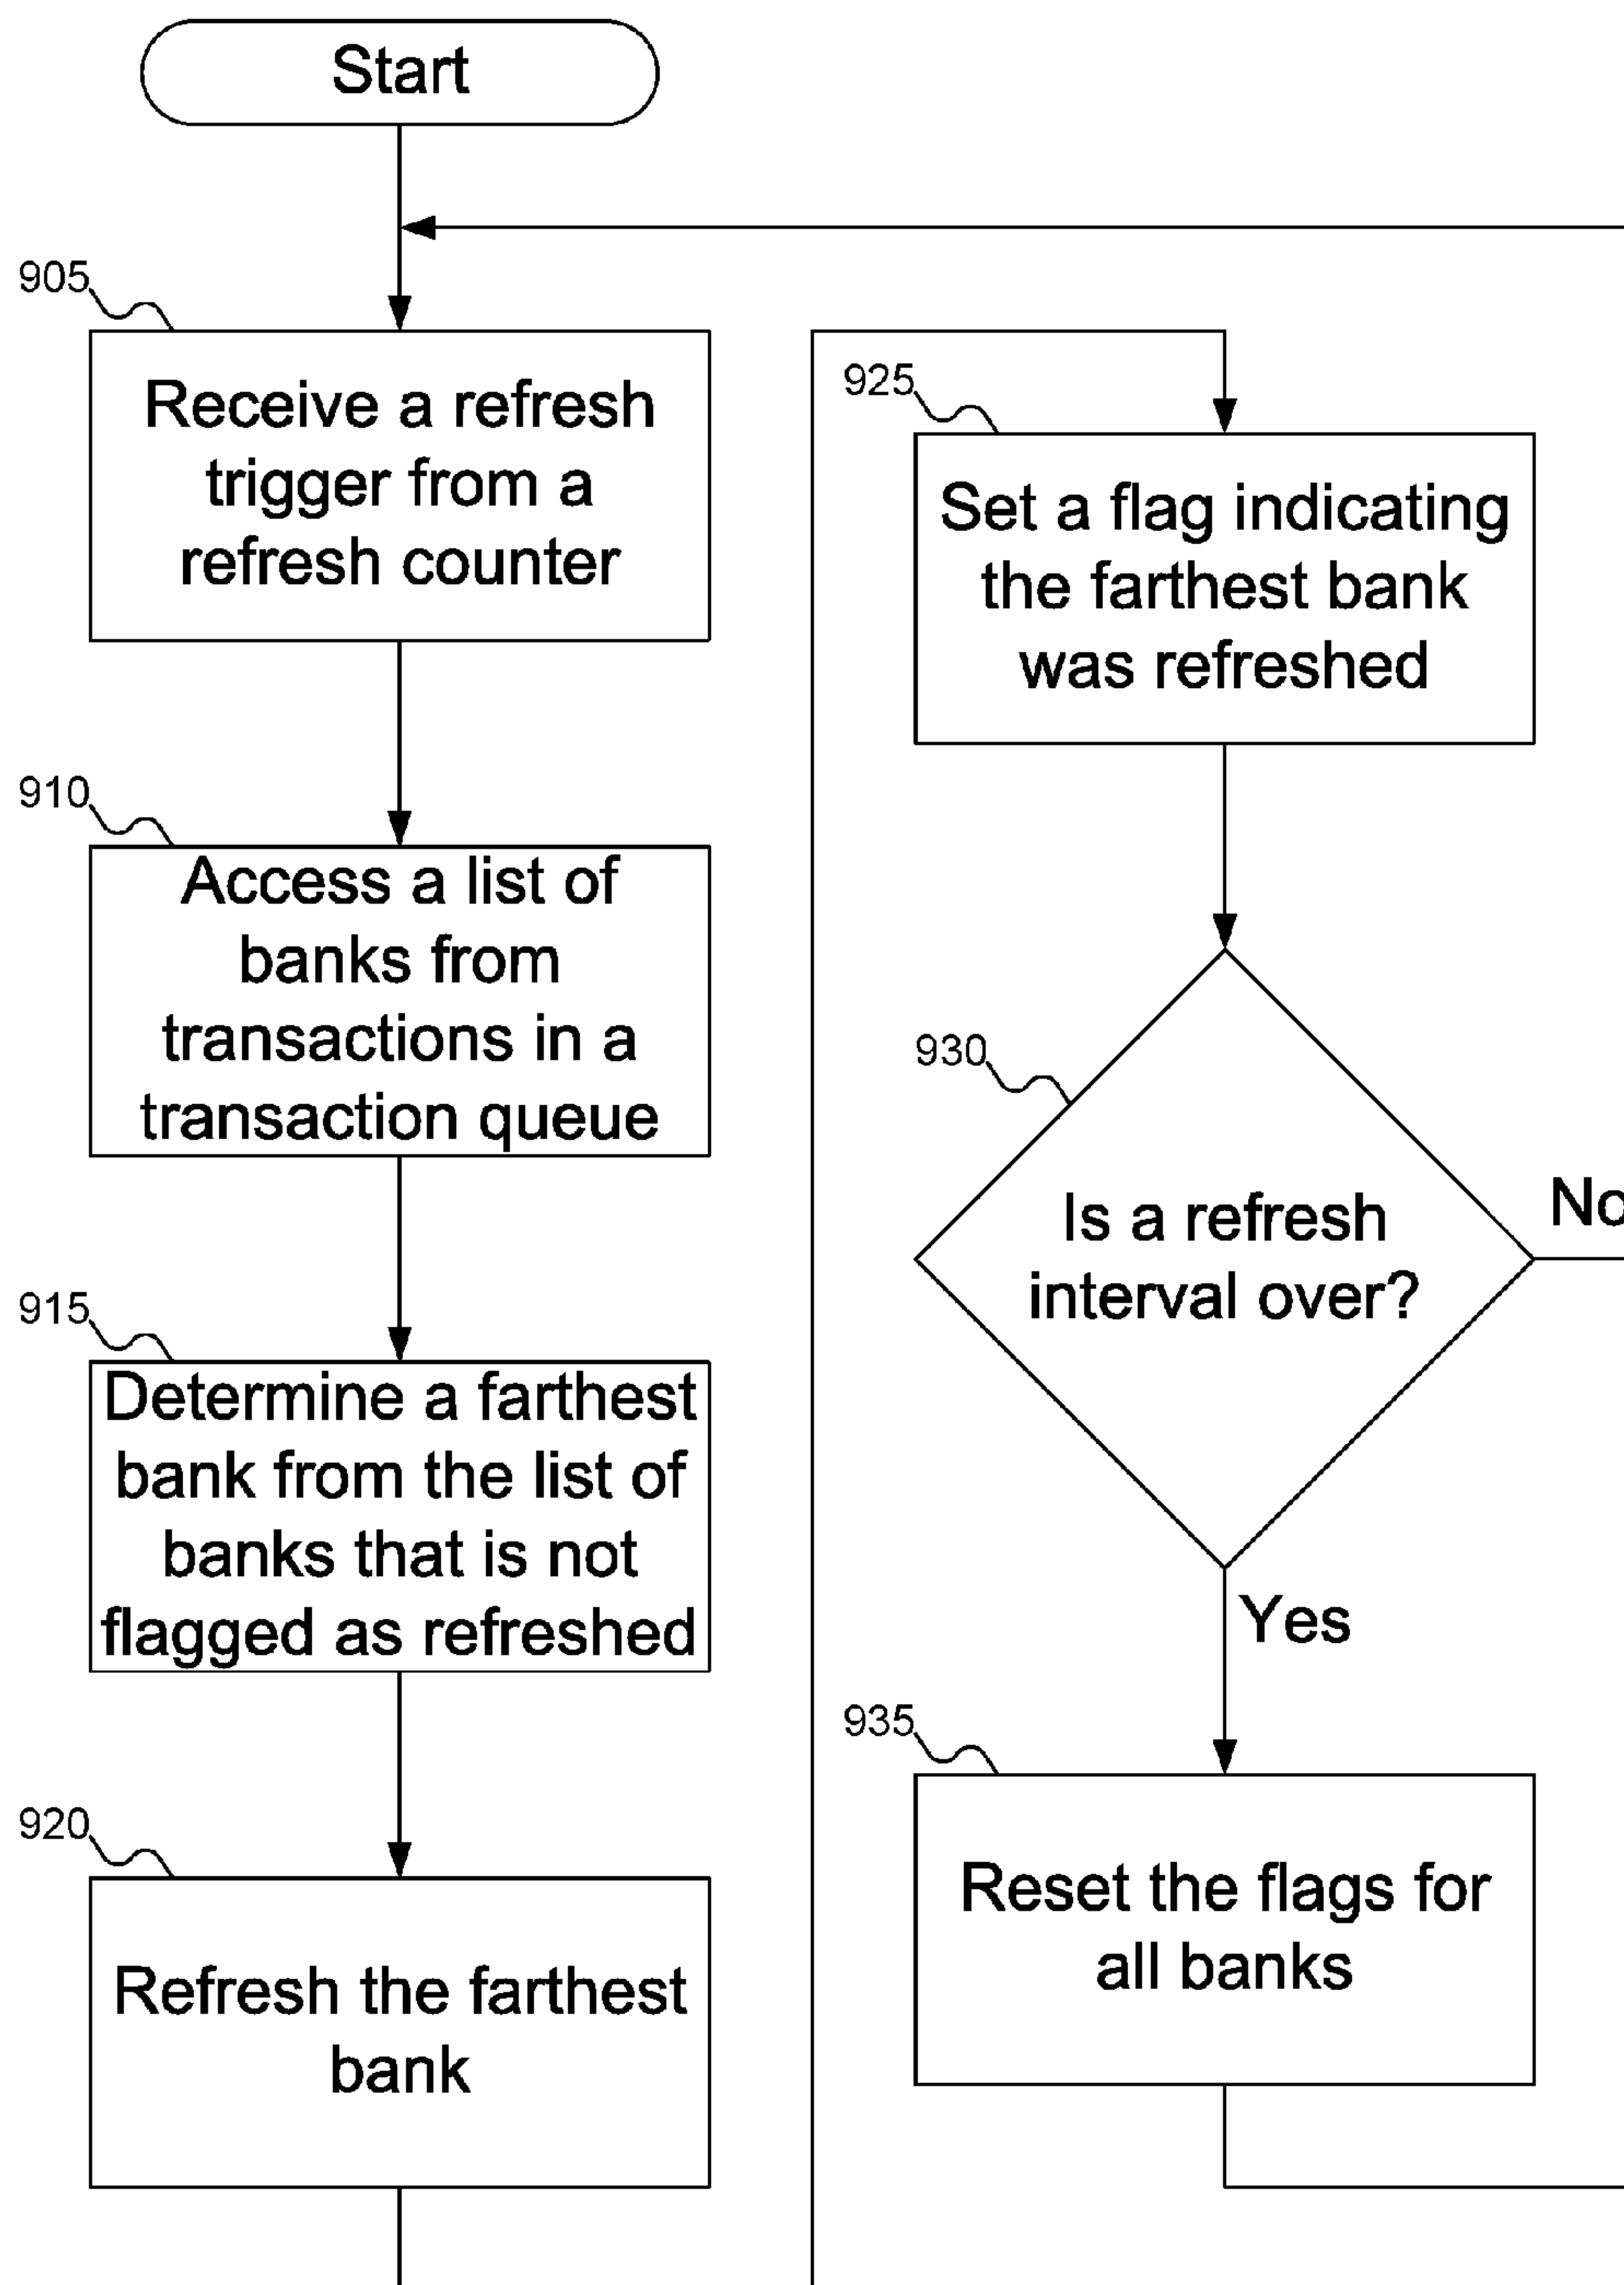 Start
905
Receive a refresh
trigger from a
refresh counter
910
Access a list of
banks from
transactions in a
transaction queue
915
Determine a farthest
bank from the list of
banks that is not
flagged as refreshed
920
Refresh the farthest
bank
925
Set a flag indicating
the farthest bank
was refreshed
930
Is a refresh
interval over?
No
Yes
935
Reset the flags for
all banks